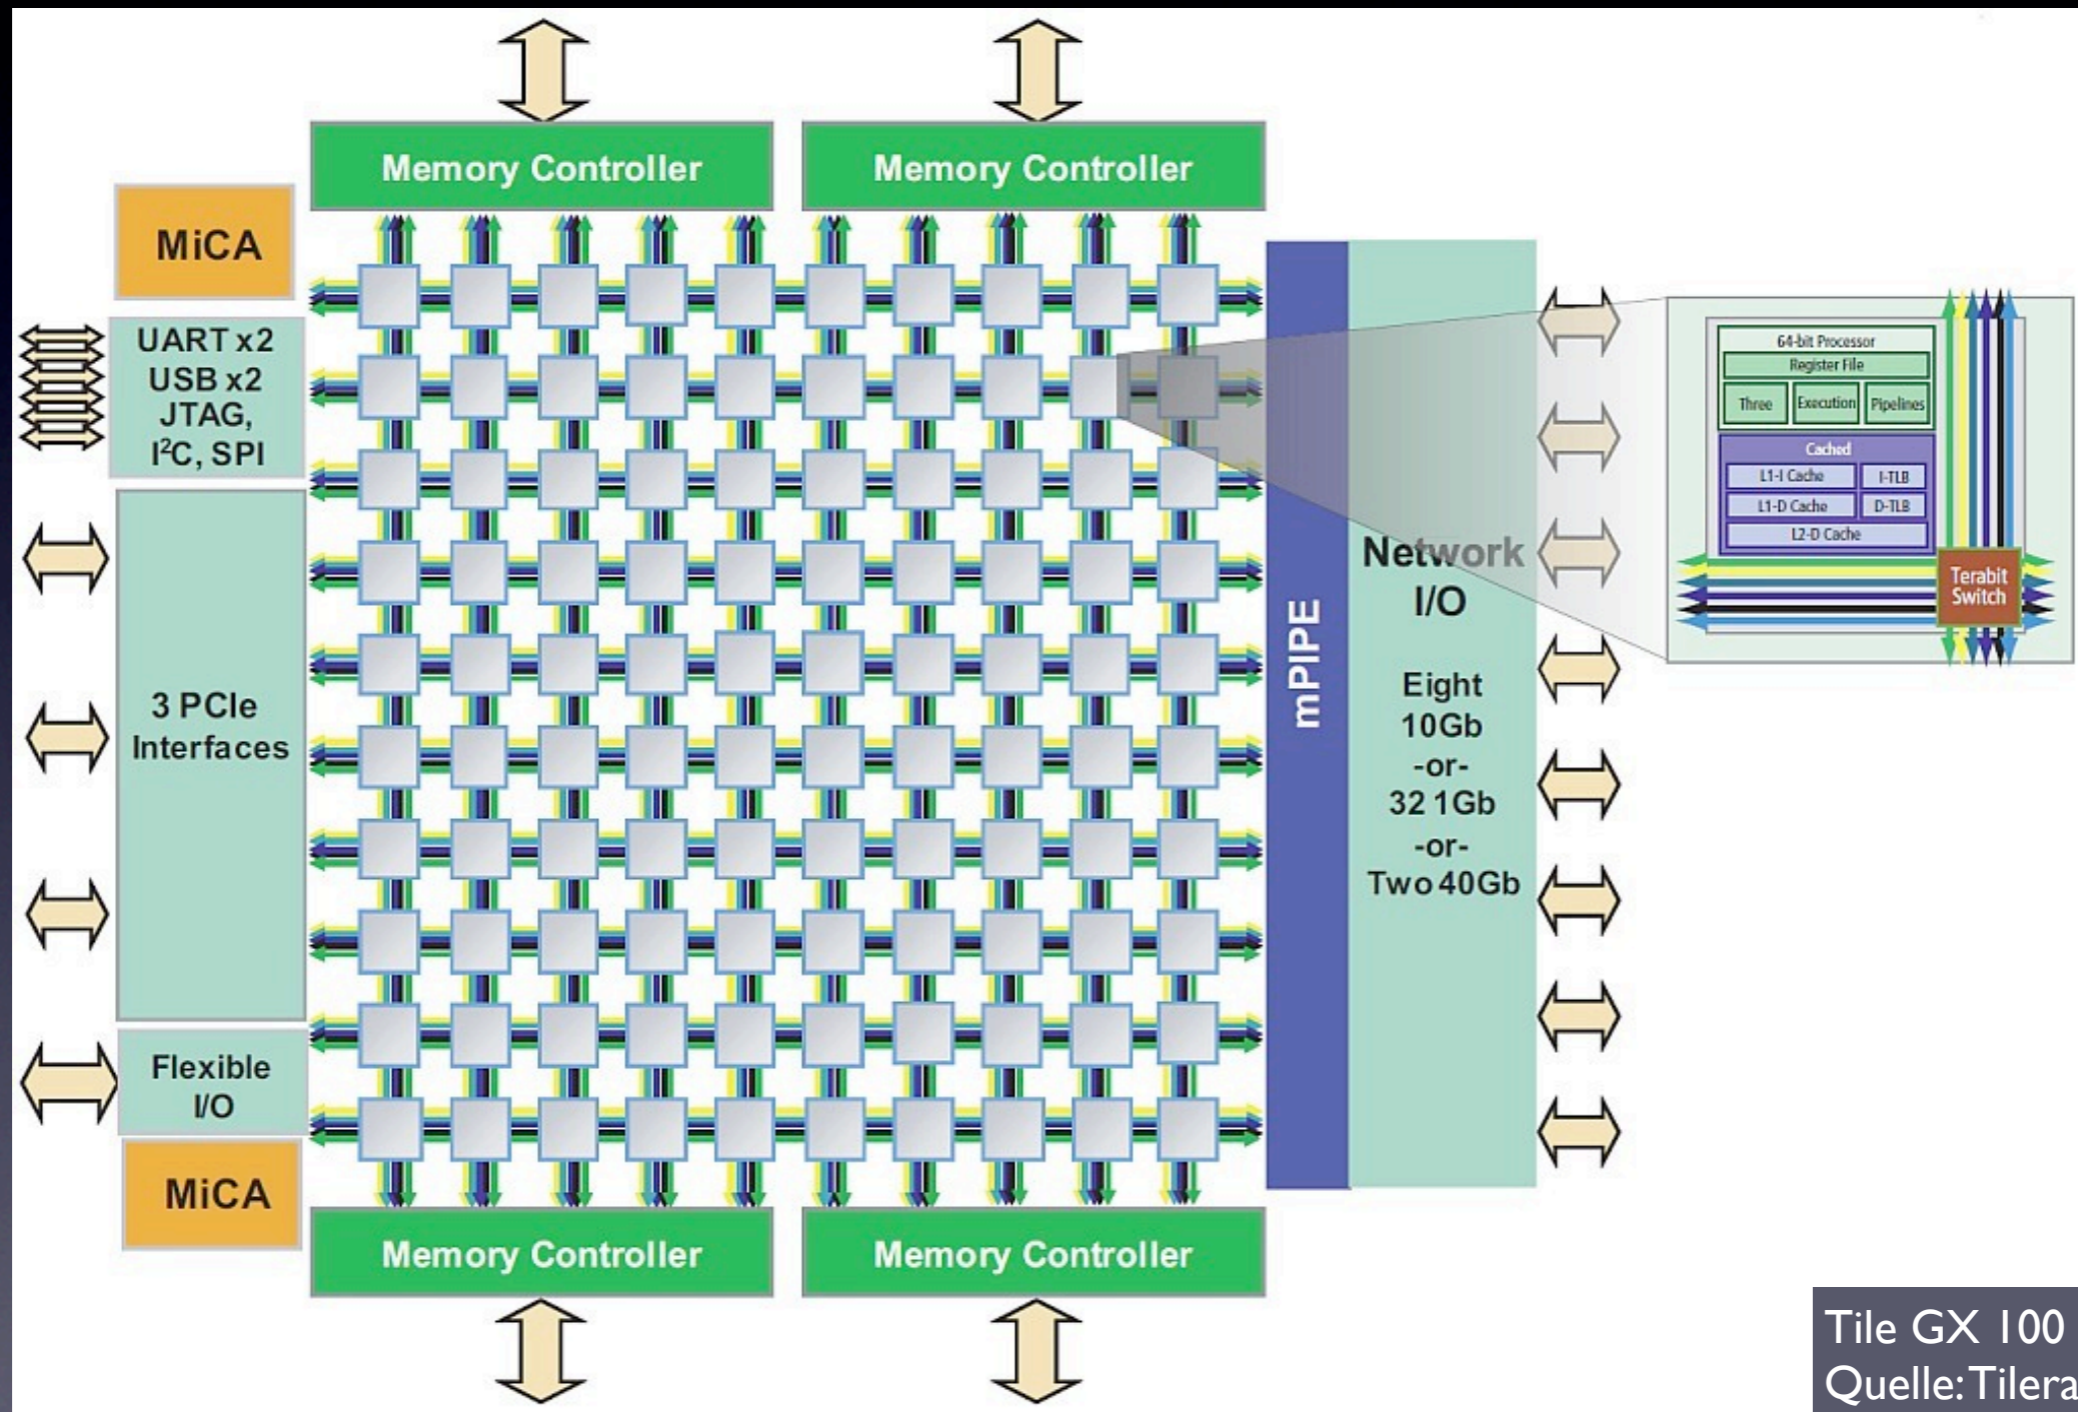 Memory Controller
Memory Controller
MiCA
UART x2
USB x2
JTAG,
I²C, SPI
3 PCIe
Interfaces
Flexible
I/O
MiCA
mPIPE
Network
I/O
Eight
10Gb
-or-
32 1Gb
-or-
Two 40Gb
64-bit Processor
Register File
Three Execution Pipelines
Cached
L1-I Cache I-TLB
L1-D Cache D-TLB
L2-D Cache
Terabit
Switch
Memory Controller
Memory Controller
Tile GX 100
Quelle: Tilera